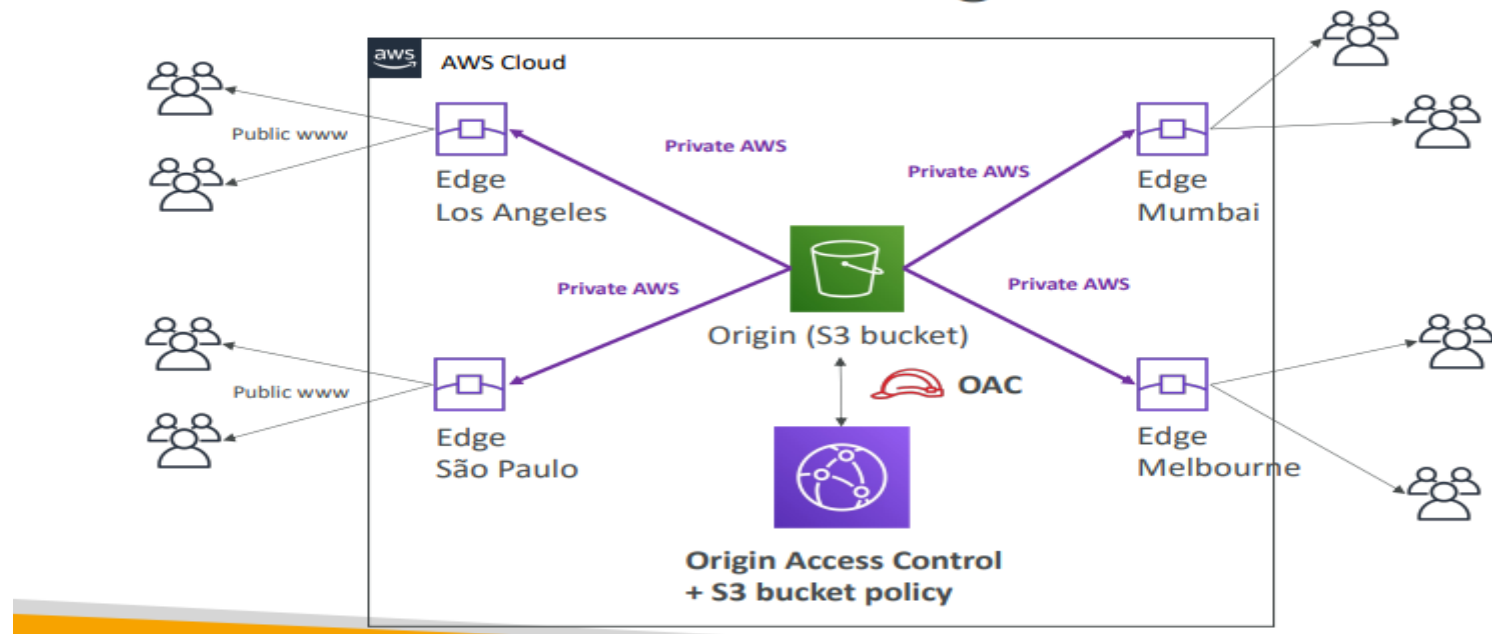 aws
AWS Cloud
Public www
Private AWS
Private AWS
Edge
Los Angeles
Edge
Mumbai
Private AWS
Private AWS
Origin (S3 bucket)
Public www
OAC
Edge
São Paulo
Edge
Melbourne
Origin Access Control
+ S3 bucket policy